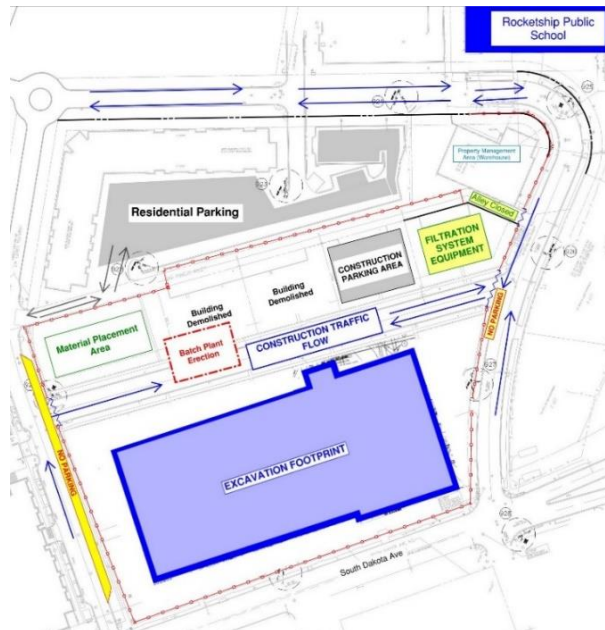 Rocketship Public
School
Property Management
Area (Warehouse)
Residential Parking
Alley Closed
FILTRATION
SYSTEM
EQUIPMENT
CONSTRUCTION
PARKING AREA
Building
Demolished
Building
Demolished
NO PARKING
Material Placement
Area
Batch Plant
Erection
CONSTRUCTION TRAFFIC
FLOW
NO PARKING
EXCAVATION FOOTPRINT
South Dakota Ave